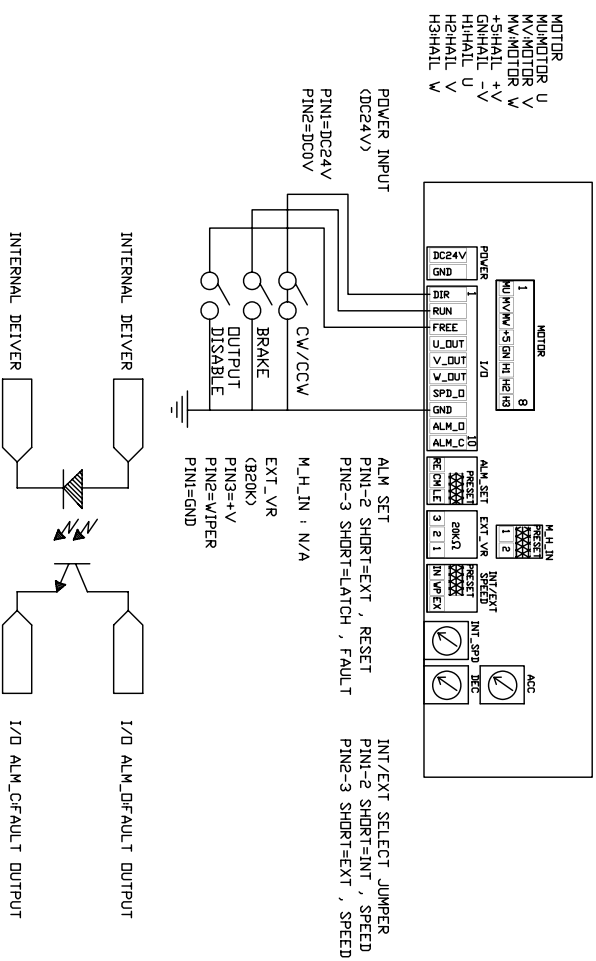 MOTOR
MU:MOTOR U
MV:MOTOR V
MW:MOTOR W
+5:HAIL +V
GN:HAIL -V
H1:HAIL U
H2:HAIL V
H3:HAIL W
MOTOR
1 8
MU MV MW +5 GN H1 H2 H3
M_H_IN
PRESET
1 2
ACC
POWER
DC24V
GND
I/O
1 10
DIR
RUN
FREE
U_OUT
V_OUT
W_OUT
SPD_O
GND
ALM_O
ALM_C
ALM_SET
PRESET
RE CM LE
EXT_VR
20KΩ
3 2 1
INT/EXT
SPEED
PRESET
IN WP EX
INT_SPD
DEC
POWER INPUT
(DC24V)
PIN1=DC24V
PIN2=DC0V
CW/CCW
BRAKE
OUTPUT
DISABLE
ALM SET
PIN1-2 SHORT=EXT , RESET
PIN2-3 SHORT=LATCH , FAULT
M_H_IN : N/A
EXT_VR
(B20K)
PIN3=+V
PIN2=WIPER
PIN1=GND
INT/EXT SELECT JUMPER
PIN1-2 SHORT=INT , SPEED
PIN2-3 SHORT=EXT , SPEED
INTERNAL DEIVER
I/O ALM_O:FAULT OUTPUT
INTERNAL DEIVER
I/O ALM_C:FAULT OUTPUT